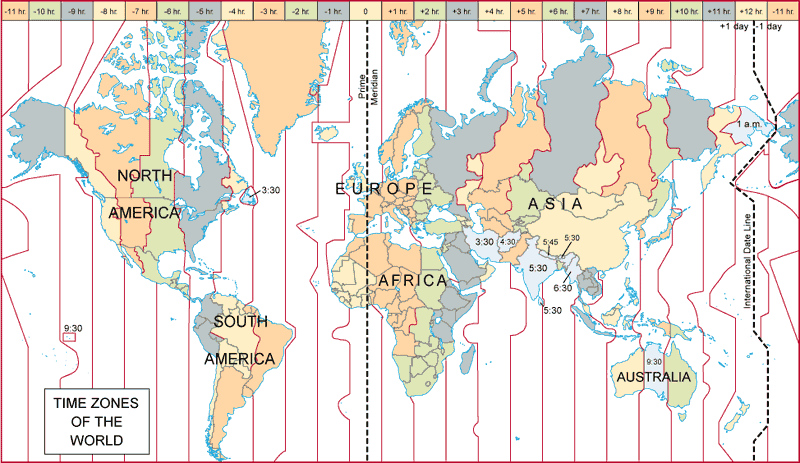 -11 hr. -10 hr. -9 hr. -8 hr. -7 hr. -6 hr. -5 hr. -4 hr. -3 hr. -2 hr. -1 hr. 0 +1 hr. +2 hr. +3 hr. +4 hr. +5 hr. +6 hr. +7 hr. +8 hr. +9 hr. +10 hr. +11 hr. +12 hr. -11 hr.
+1 day -1 day
Prime
Meridian
1 a.m.
NORTH
AMERICA
3:30
EUROPE
ASIA
3:30
4:30
5:45
5:30
5:30
6:30
5:30
AFRICA
International Date Line
9:30
SOUTH
AMERICA
9:30
AUSTRALIA
TIME ZONES
OF THE
WORLD